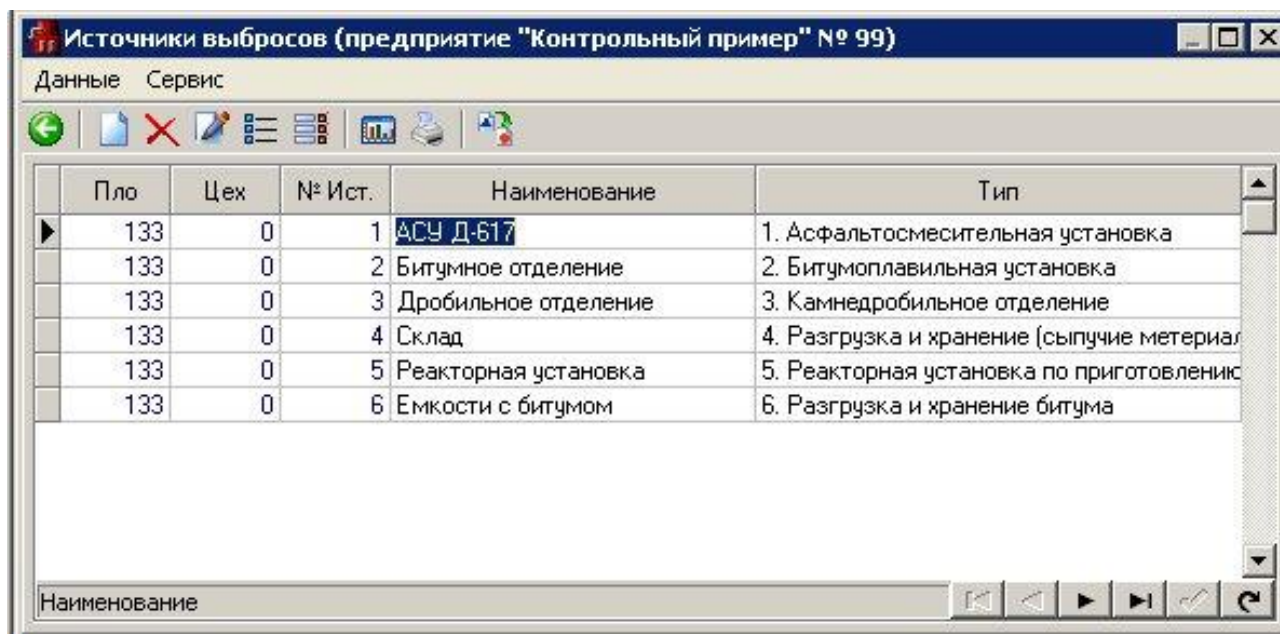 Источники выбросов (предприятие "Контрольный пример" № 99)
Данные Сервис
Пло Цех № Ист. Наименование Тип
133 0 1 АСУ Д-617 1. Асфальтосмесительная установка
133 0 2 Битумное отделение 2. Битумоплавильная установка
133 0 3 Дробильное отделение 3. Камнедробильное отделение
133 0 4 Склад 4. Разгрузка и хранение (сыпучие метериал
133 0 5 Реакторная установка 5. Реакторная установка по приготовлению
133 0 6 Емкости с битумом 6. Разгрузка и хранение битума
Наименование